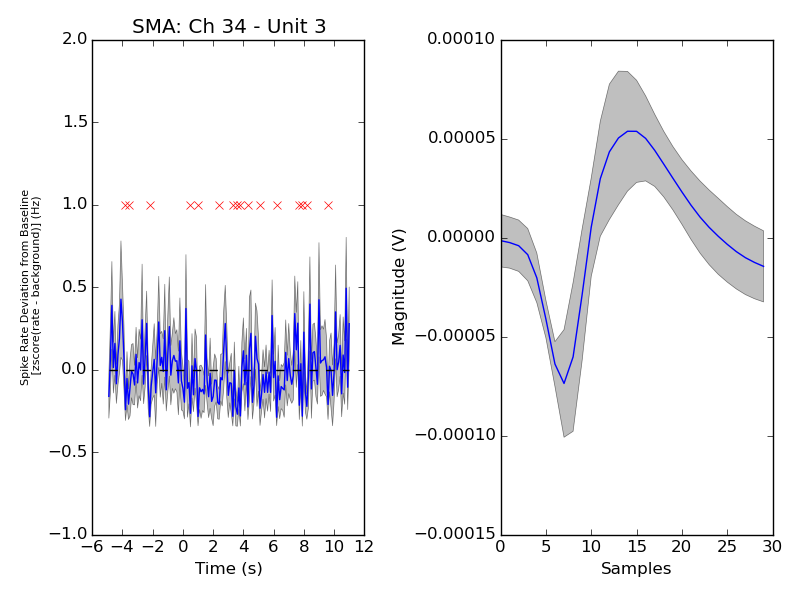 SMA: Ch 34 - Unit 3
2.0
1.5
1.0
0.5
0.0
−0.5
−1.0
−6 −4 −2 0 2 4 6 8 10 12
Time (s)
Spike Rate Deviation from Baseline
[zscore(rate - background)] (Hz)
0.00010
0.00005
0.00000
−0.00005
−0.00010
−0.00015
0 5 10 15 20 25 30
Samples
Magnitude (V)